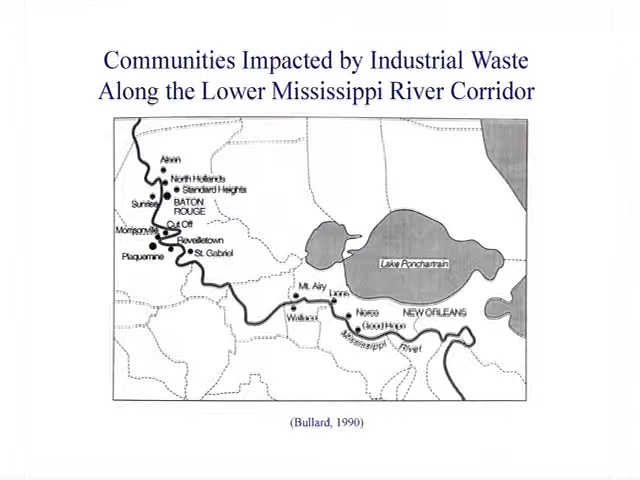 Communities Impacted by Industrial Waste
Along the Lower Mississippi River Corridor
Alsen
North Hollands
Standard Heights
Sunrise
BATON
ROUGE
Cut Off
Morrisonville
Reveilletown
St. Gabriel
Plaquemine
Lake Ponchartrain
Mt. Airy
Lions
Wallace
Norco
NEW ORLEANS
Good Hope
Mississippi River
(Bullard, 1990)